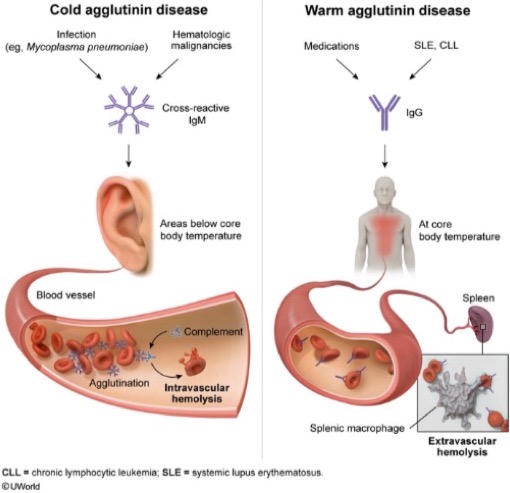 Cold agglutinin disease
Infection
(eg, Mycoplasma pneumoniae)
Hematologic
malignancies
Cross-reactive
IgM
Areas below core
body temperature
Blood vessel
Complement
Agglutination
Intravascular
hemolysis
Warm agglutinin disease
Medications
SLE, CLL
IgG
At core
body temperature
Spleen
Splenic macrophage
Extravascular
hemolysis
CLL = chronic lymphocytic leukemia; SLE = systemic lupus erythematosus.
©UWorld